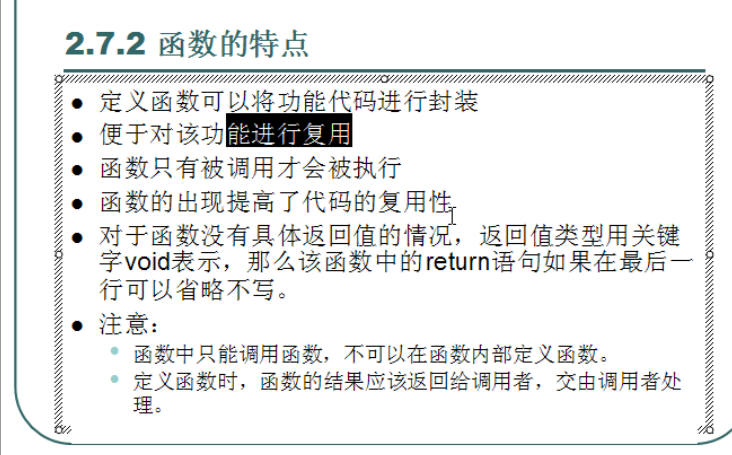 2.7.2 函数的特点
● 定义函数可以将功能代码进行封装
● 便于对该功能进行复用
● 函数只有被调用才会被执行
● 函数的出现提高了代码的复用性
● 对于函数没有具体返回值的情况，返回值类型用关键
字void表示，那么该函数中的return语句如果在最后一
行可以省略不写。
● 注意：
• 函数中只能调用函数，不可以在函数内部定义函数。
• 定义函数时，函数的结果应该返回给调用者，交由调用者处
理。